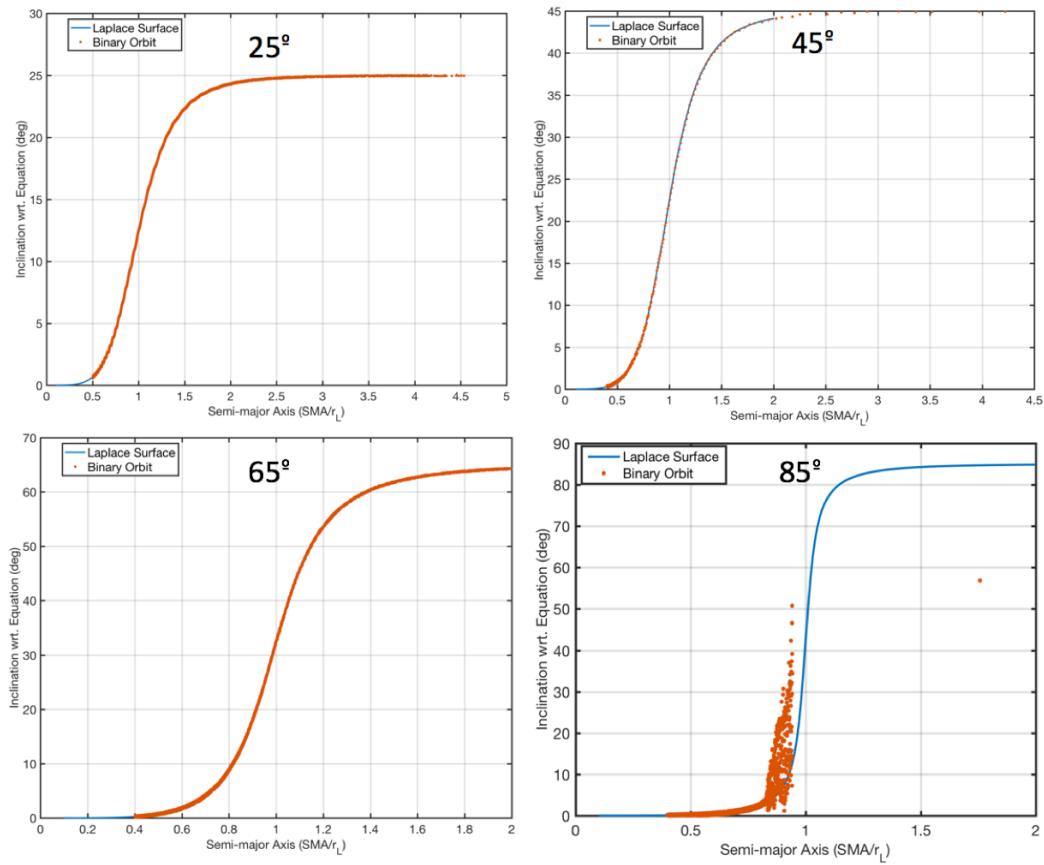 Laplace Surface
Binary Orbit
25º
Inclination wrt. Equation (deg)
30
25
20
15
10
5
0
0 0.5 1 1.5 2 2.5 3 3.5 4 4.5 5
Semi-major Axis (SMA/rL)
Laplace Surface
Binary Orbit
45º
Inclination wrt. Equation (deg)
45
40
35
30
25
20
15
10
5
0
0 0.5 1 1.5 2 2.5 3 3.5 4 4.5
Semi-major Axis (SMA/rL)
Laplace Surface
Binary Orbit
65º
Inclination wrt. Equation (deg)
70
60
50
40
30
20
10
0
0 0.2 0.4 0.6 0.8 1 1.2 1.4 1.6 1.8 2
Semi-major Axis (SMA/rL)
Laplace Surface
Binary Orbit
85º
Inclination wrt. Equation (deg)
90
80
70
60
50
40
30
20
10
0
0 0.5 1 1.5 2
Semi-major Axis (SMA/rL)